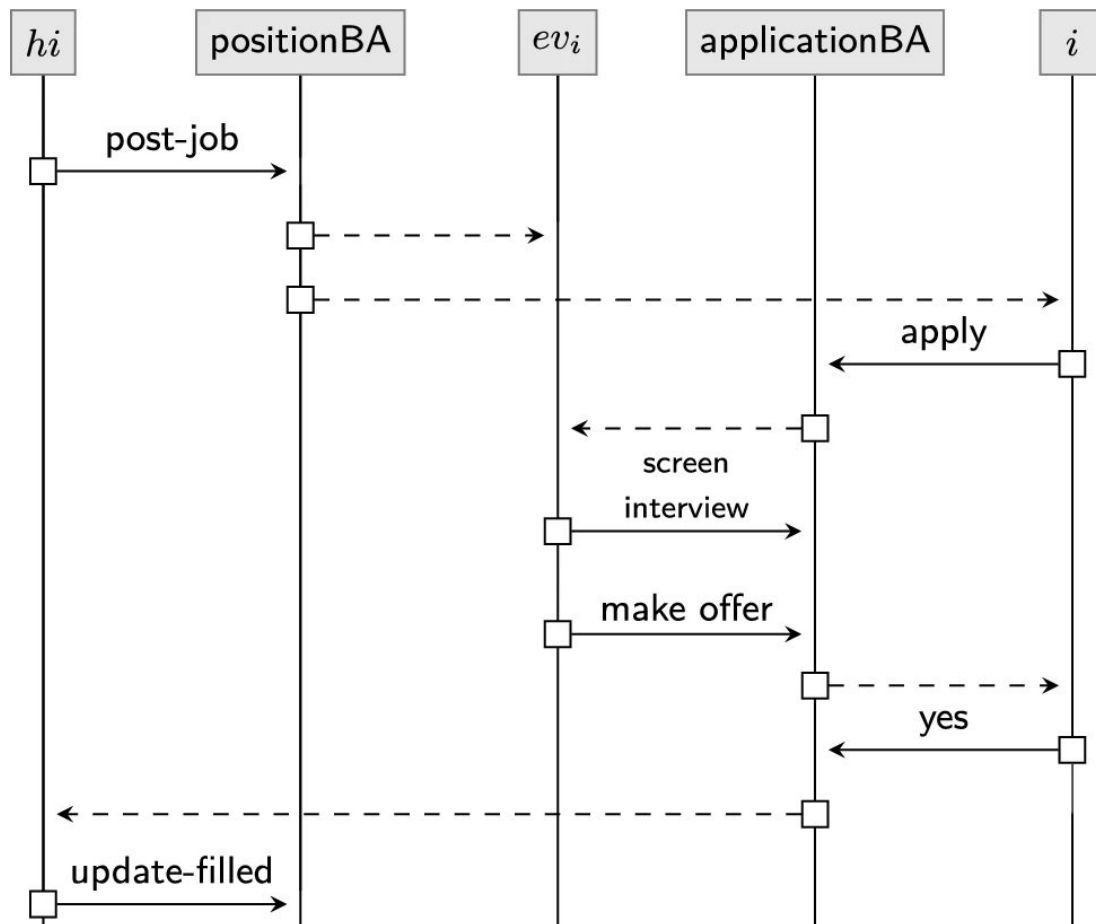 hi
positionBA
ev_i
applicationBA
i
post-job
apply
screen
interview
make offer
yes
update-filled